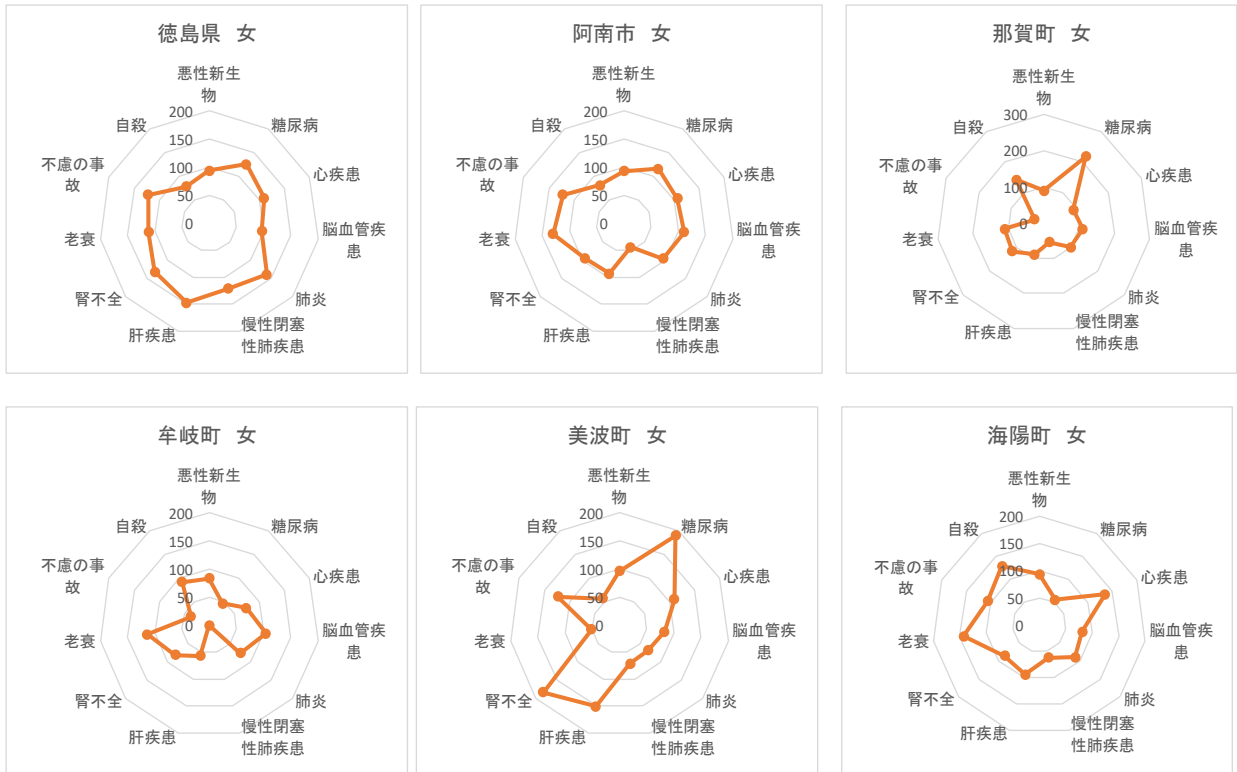 徳島県 女
悪性新生
物
糖尿病
心疾患
脳血管疾
患
肺炎
慢性閉塞
性肺疾患
肝疾患
腎不全
老衰
不慮の事
故
自殺
200
150
100
50
0
阿南市 女
悪性新生
物
糖尿病
心疾患
脳血管疾
患
肺炎
慢性閉塞
性肺疾患
肝疾患
腎不全
老衰
不慮の事
故
自殺
200
150
100
50
0
那賀町 女
悪性新生
物
糖尿病
心疾患
脳血管疾
患
肺炎
慢性閉塞
性肺疾患
肝疾患
腎不全
老衰
不慮の事
故
自殺
300
200
100
0
牟岐町 女
悪性新生
物
糖尿病
心疾患
脳血管疾
患
肺炎
慢性閉塞
性肺疾患
肝疾患
腎不全
老衰
不慮の事
故
自殺
200
150
100
50
0
美波町 女
悪性新生
物
糖尿病
心疾患
脳血管疾
患
肺炎
慢性閉塞
性肺疾患
肝疾患
腎不全
老衰
不慮の事
故
自殺
200
150
100
50
0
海陽町 女
悪性新生
物
糖尿病
心疾患
脳血管疾
患
肺炎
慢性閉塞
性肺疾患
肝疾患
腎不全
老衰
不慮の事
故
自殺
200
150
100
50
0